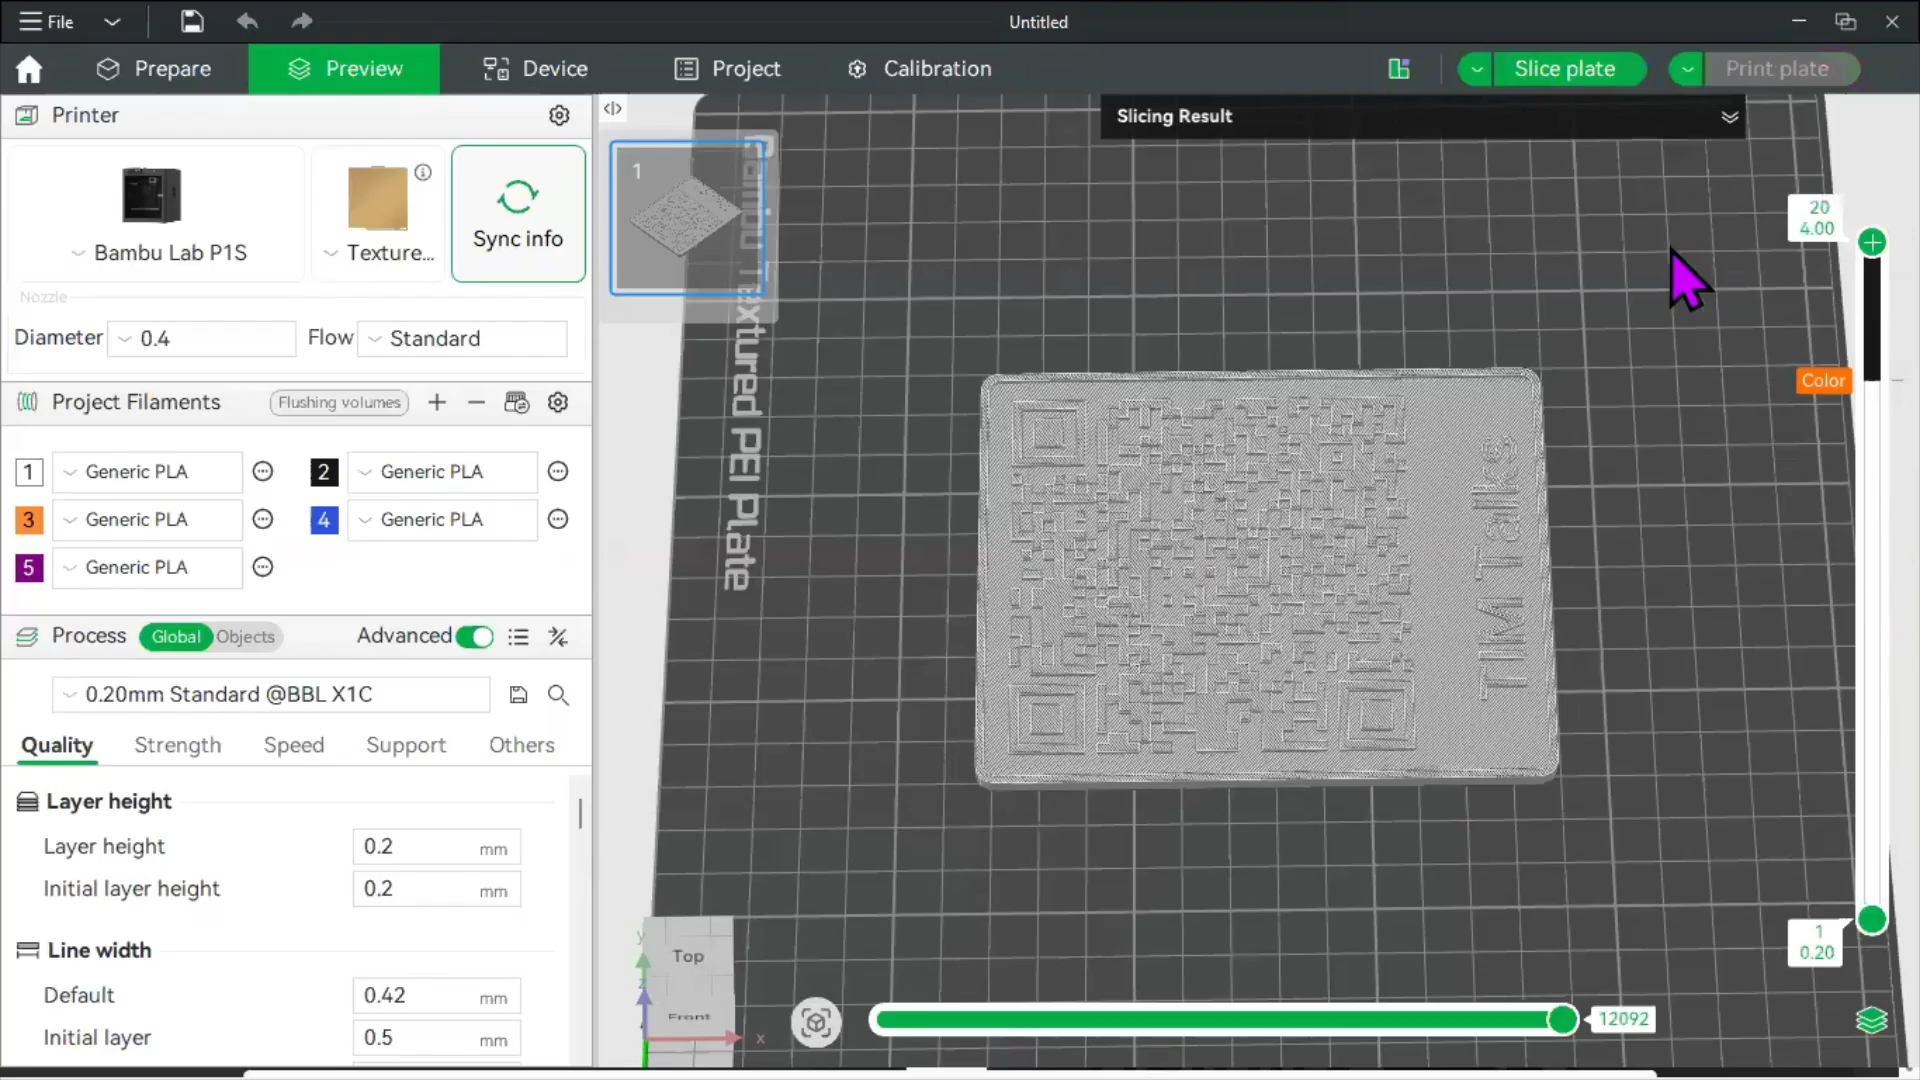 File
Untitled
Prepare
Preview
Device
Project
Calibration
Slice plate
Print plate
Printer
Bambu Lab P1S
Texture...
Sync info
Nozzle
Diameter 0.4 Flow Standard
Project Filaments Flushing volumes
1 Generic PLA 2 Generic PLA
3 Generic PLA 4 Generic PLA
5 Generic PLA
Process Global Objects Advanced
0.20mm Standard @BBL X1C
Quality Strength Speed Support Others
Layer height
Layer height 0.2 mm
Initial layer height 0.2 mm
Line width
Default 0.42 mm
Initial layer 0.5 mm
1
Bambu Textured PEI Plate
Slicing Result
TIM Talks
20
4.00
Color
1
0.20
Top
Front
y
z
x
12092